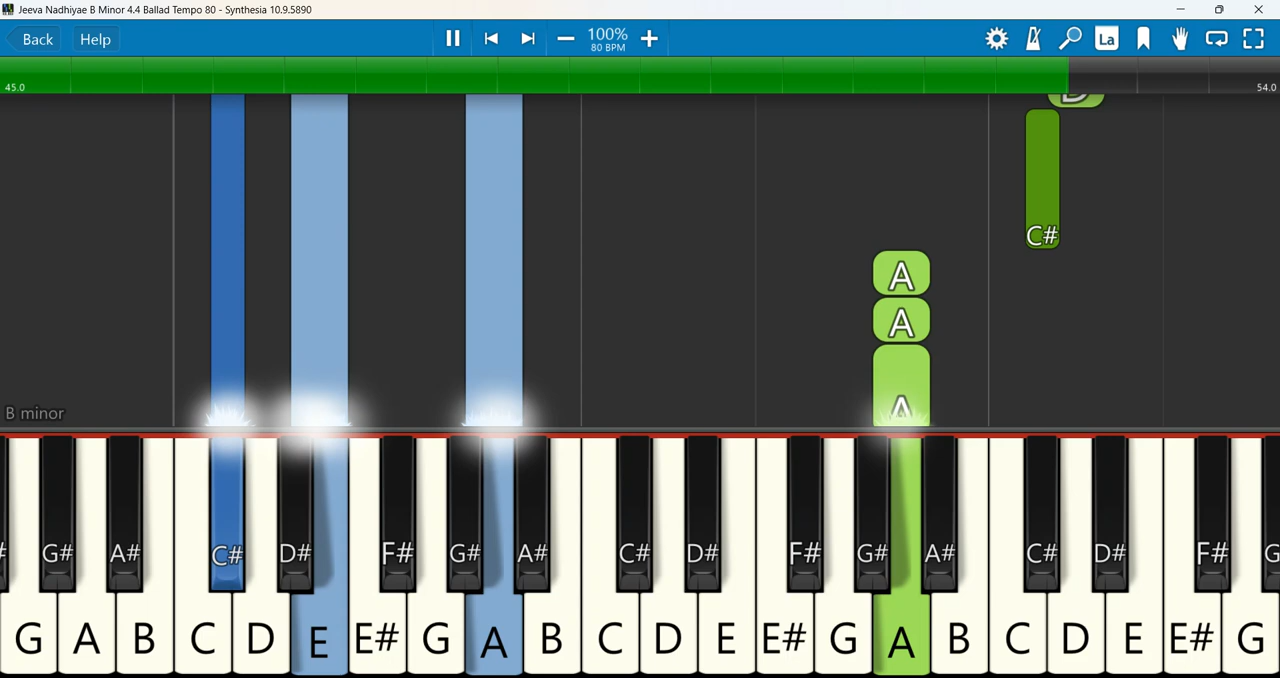 Jeeva Nadhiyae B Minor 4.4 Ballad Tempo 80 - Synthesia 10.9.5890
Back Help 100% La
80 BPM
45.0 54.0
D
C#
A
A
A
B minor
G# A# C# D# F# G# A# C# D# F# G# A# C# D# F# G
G A B C D E E# G A B C D E E# G A B C D E E# G